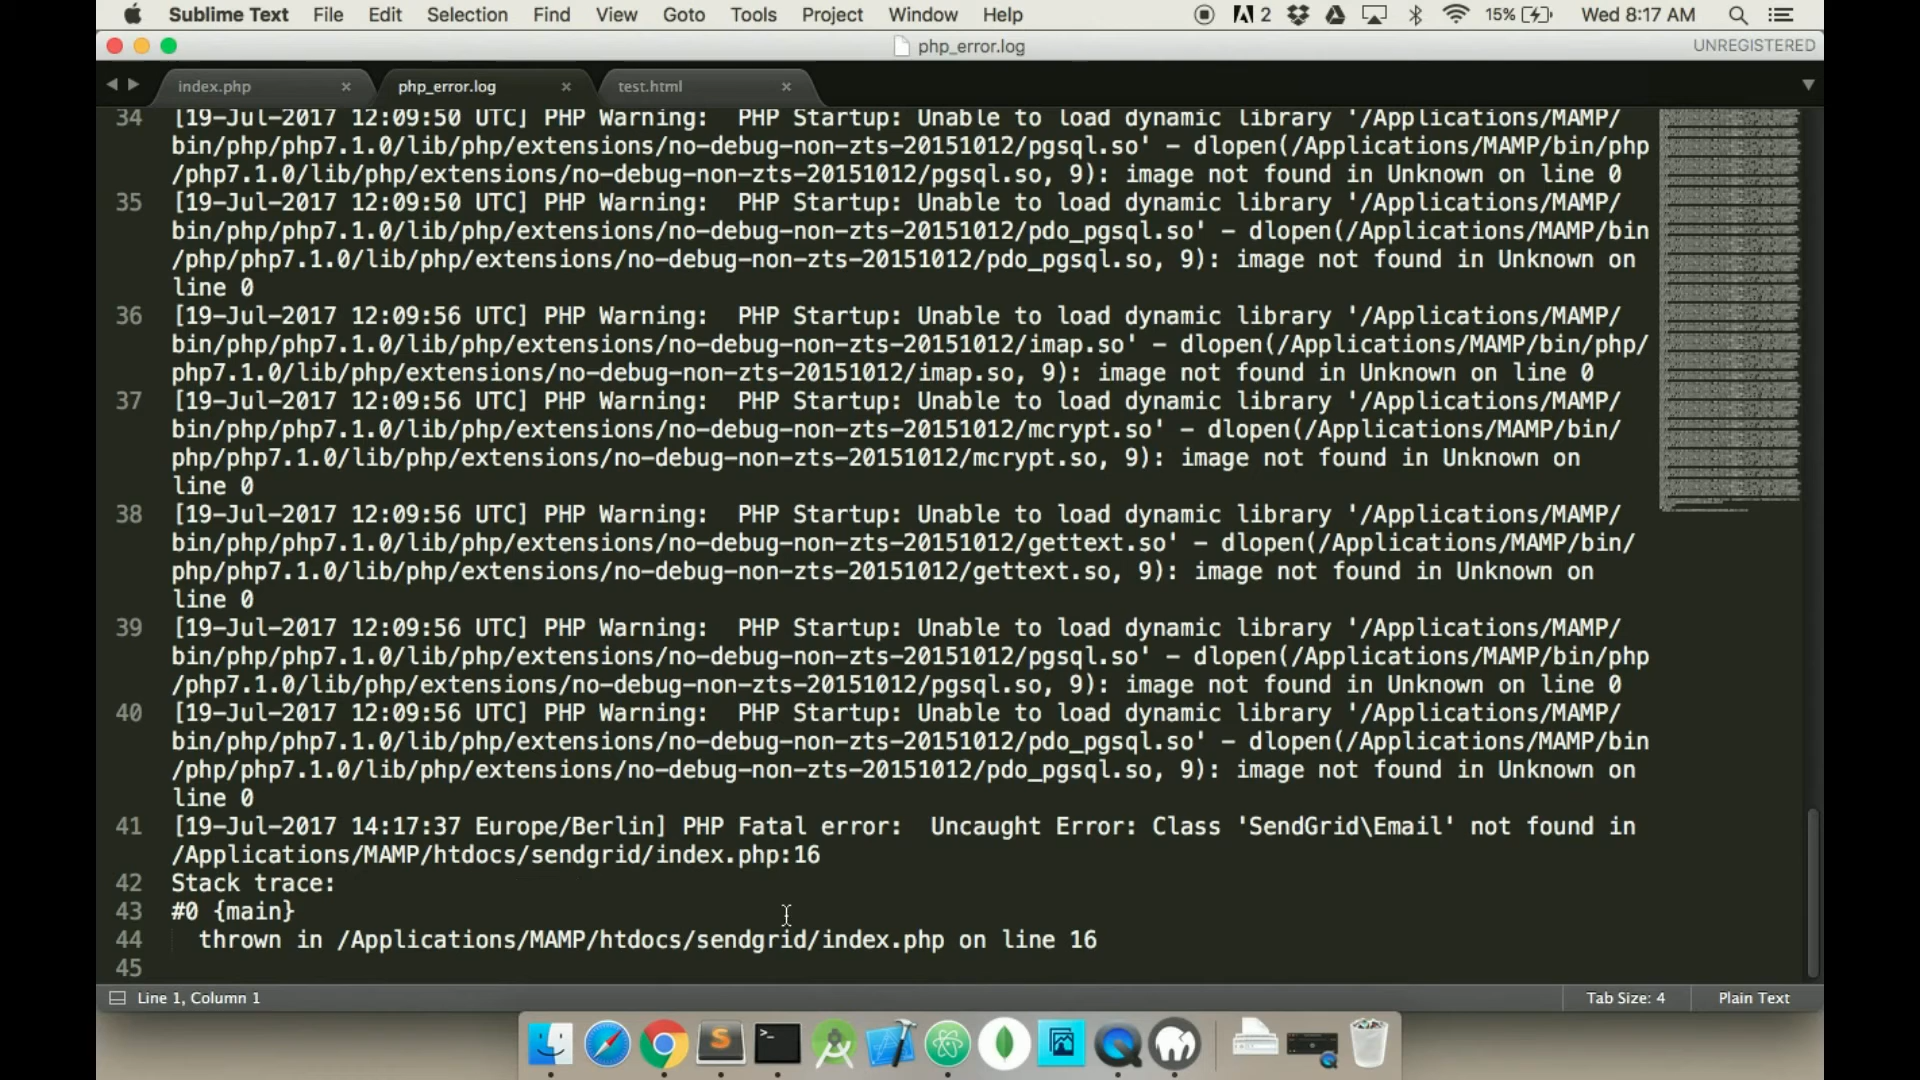 Sublime Text File Edit Selection Find View Goto Tools Project Window Help 2 15% Wed 8:17 AM
php_error.log UNREGISTERED
index.php × php_error.log × test.html ×
34 [19-Jul-2017 12:09:50 UTC] PHP Warning:  PHP Startup: Unable to load dynamic library '/Applications/MAMP/
bin/php/php7.1.0/lib/php/extensions/no-debug-non-zts-20151012/pgsql.so' - dlopen(/Applications/MAMP/bin/php
/php7.1.0/lib/php/extensions/no-debug-non-zts-20151012/pgsql.so, 9): image not found in Unknown on line 0
35 [19-Jul-2017 12:09:50 UTC] PHP Warning:  PHP Startup: Unable to load dynamic library '/Applications/MAMP/
bin/php/php7.1.0/lib/php/extensions/no-debug-non-zts-20151012/pdo_pgsql.so' - dlopen(/Applications/MAMP/bin
/php/php7.1.0/lib/php/extensions/no-debug-non-zts-20151012/pdo_pgsql.so, 9): image not found in Unknown on
line 0
36 [19-Jul-2017 12:09:56 UTC] PHP Warning:  PHP Startup: Unable to load dynamic library '/Applications/MAMP/
bin/php/php7.1.0/lib/php/extensions/no-debug-non-zts-20151012/imap.so' - dlopen(/Applications/MAMP/bin/php/
php7.1.0/lib/php/extensions/no-debug-non-zts-20151012/imap.so, 9): image not found in Unknown on line 0
37 [19-Jul-2017 12:09:56 UTC] PHP Warning:  PHP Startup: Unable to load dynamic library '/Applications/MAMP/
bin/php/php7.1.0/lib/php/extensions/no-debug-non-zts-20151012/mcrypt.so' - dlopen(/Applications/MAMP/bin/
php/php7.1.0/lib/php/extensions/no-debug-non-zts-20151012/mcrypt.so, 9): image not found in Unknown on
line 0
38 [19-Jul-2017 12:09:56 UTC] PHP Warning:  PHP Startup: Unable to load dynamic library '/Applications/MAMP/
bin/php/php7.1.0/lib/php/extensions/no-debug-non-zts-20151012/gettext.so' - dlopen(/Applications/MAMP/bin/
php/php7.1.0/lib/php/extensions/no-debug-non-zts-20151012/gettext.so, 9): image not found in Unknown on
line 0
39 [19-Jul-2017 12:09:56 UTC] PHP Warning:  PHP Startup: Unable to load dynamic library '/Applications/MAMP/
bin/php/php7.1.0/lib/php/extensions/no-debug-non-zts-20151012/pgsql.so' - dlopen(/Applications/MAMP/bin/php
/php7.1.0/lib/php/extensions/no-debug-non-zts-20151012/pgsql.so, 9): image not found in Unknown on line 0
40 [19-Jul-2017 12:09:56 UTC] PHP Warning:  PHP Startup: Unable to load dynamic library '/Applications/MAMP/
bin/php/php7.1.0/lib/php/extensions/no-debug-non-zts-20151012/pdo_pgsql.so' - dlopen(/Applications/MAMP/bin
/php/php7.1.0/lib/php/extensions/no-debug-non-zts-20151012/pdo_pgsql.so, 9): image not found in Unknown on
line 0
41 [19-Jul-2017 14:17:37 Europe/Berlin] PHP Fatal error:  Uncaught Error: Class 'SendGrid\Email' not found in
/Applications/MAMP/htdocs/sendgrid/index.php:16
42 Stack trace:
43 #0 {main}
44   thrown in /Applications/MAMP/htdocs/sendgrid/index.php on line 16
45
Line 1, Column 1 Tab Size: 4 Plain Text